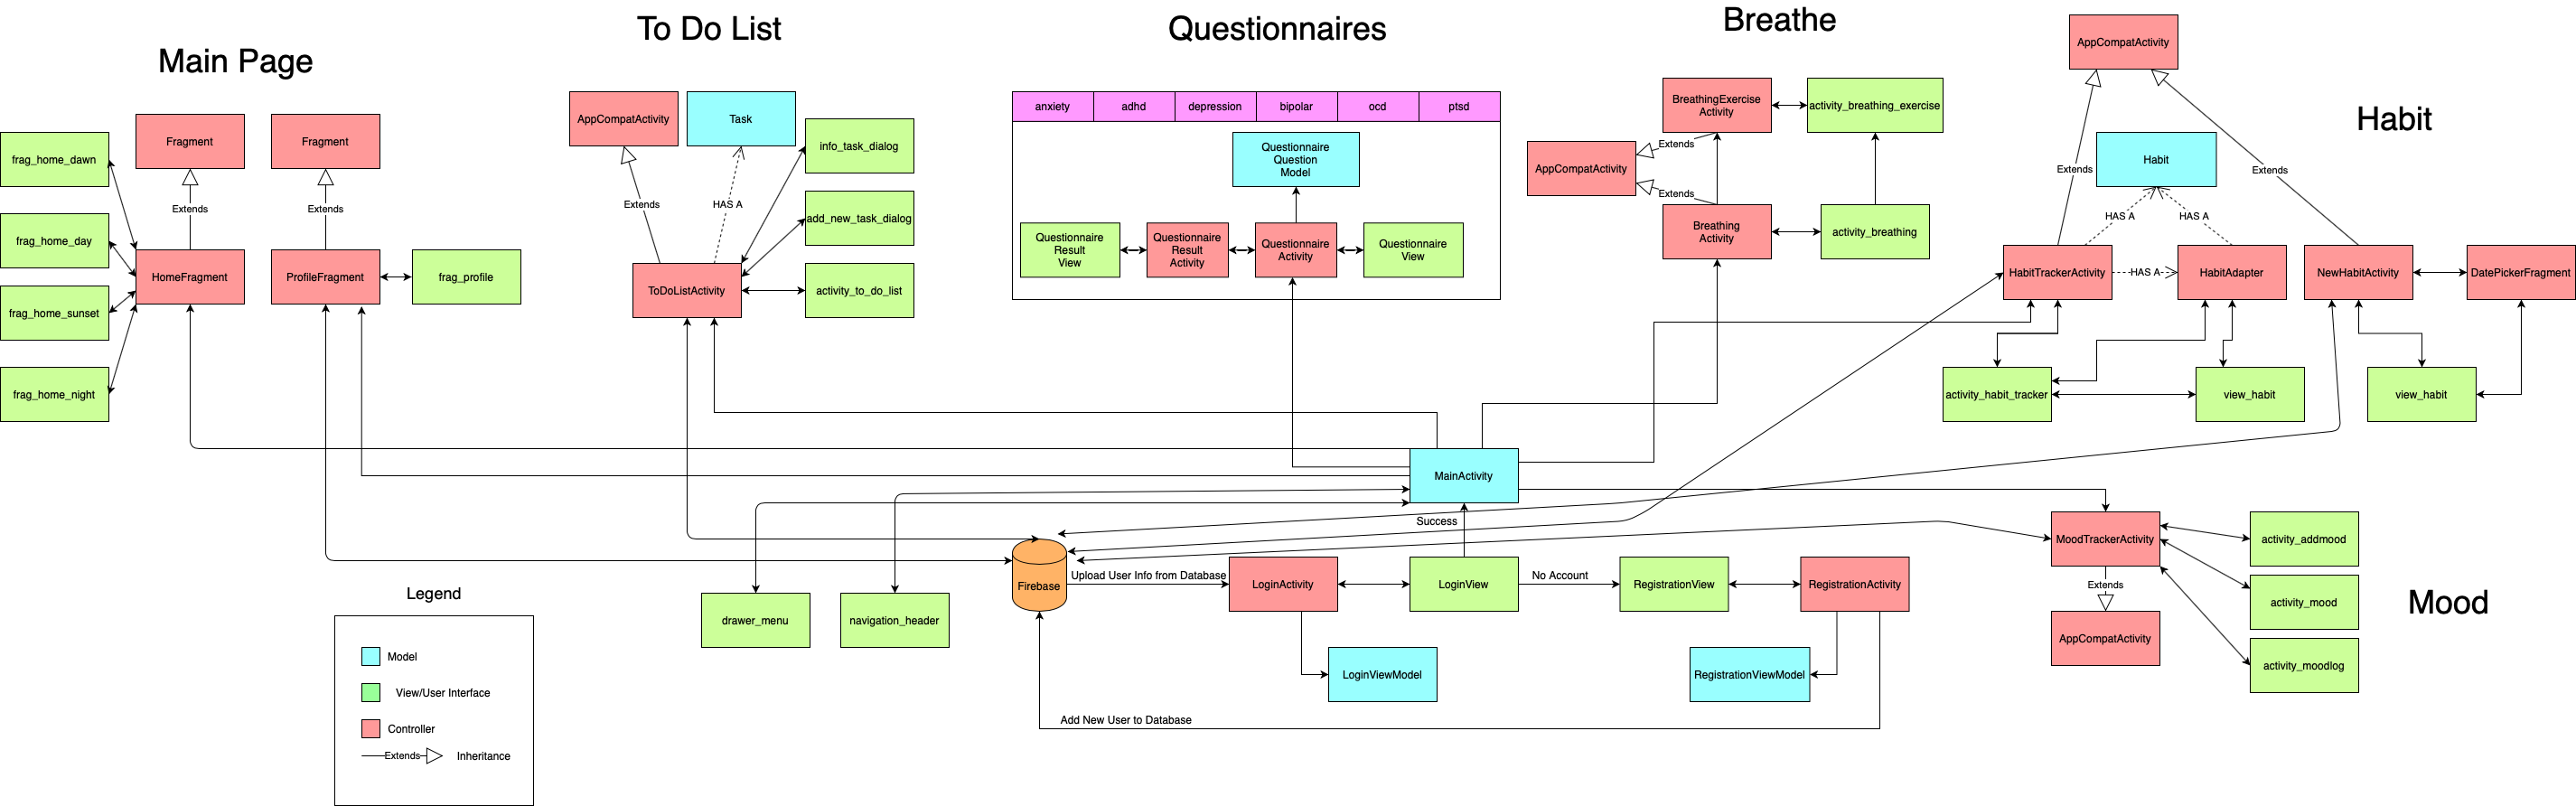 Main Page
To Do List
Questionnaires
Breathe
Habit
Mood
Fragment
Fragment
frag_home_dawn
frag_home_day
frag_home_sunset
frag_home_night
Extends
Extends
HomeFragment
ProfileFragment
frag_profile
AppCompatActivity
Task
info_task_dialog
add_new_task_dialog
activity_to_do_list
Extends
HAS A
ToDoListActivity
anxiety
adhd
depression
bipolar
ocd
ptsd
Questionnaire
Question
Model
Questionnaire
Result
View
Questionnaire
Result
Activity
Questionnaire
Activity
Questionnaire
View
BreathingExercise
Activity
activity_breathing_exercise
AppCompatActivity
Extends
Extends
Breathing
Activity
activity_breathing
AppCompatActivity
Habit
Extends
Extends
HAS A
HAS A
HabitTrackerActivity
HAS A
HabitAdapter
NewHabitActivity
DatePickerFragment
activity_habit_tracker
view_habit
view_habit
MainActivity
Success
Firebase
Upload User Info from Database
LoginActivity
LoginView
No Account
RegistrationView
RegistrationActivity
drawer_menu
navigation_header
LoginViewModel
RegistrationViewModel
Add New User to Database
MoodTrackerActivity
Extends
AppCompatActivity
activity_addmood
activity_mood
activity_moodlog
Legend
Model
View/User Interface
Controller
Extends
Inheritance